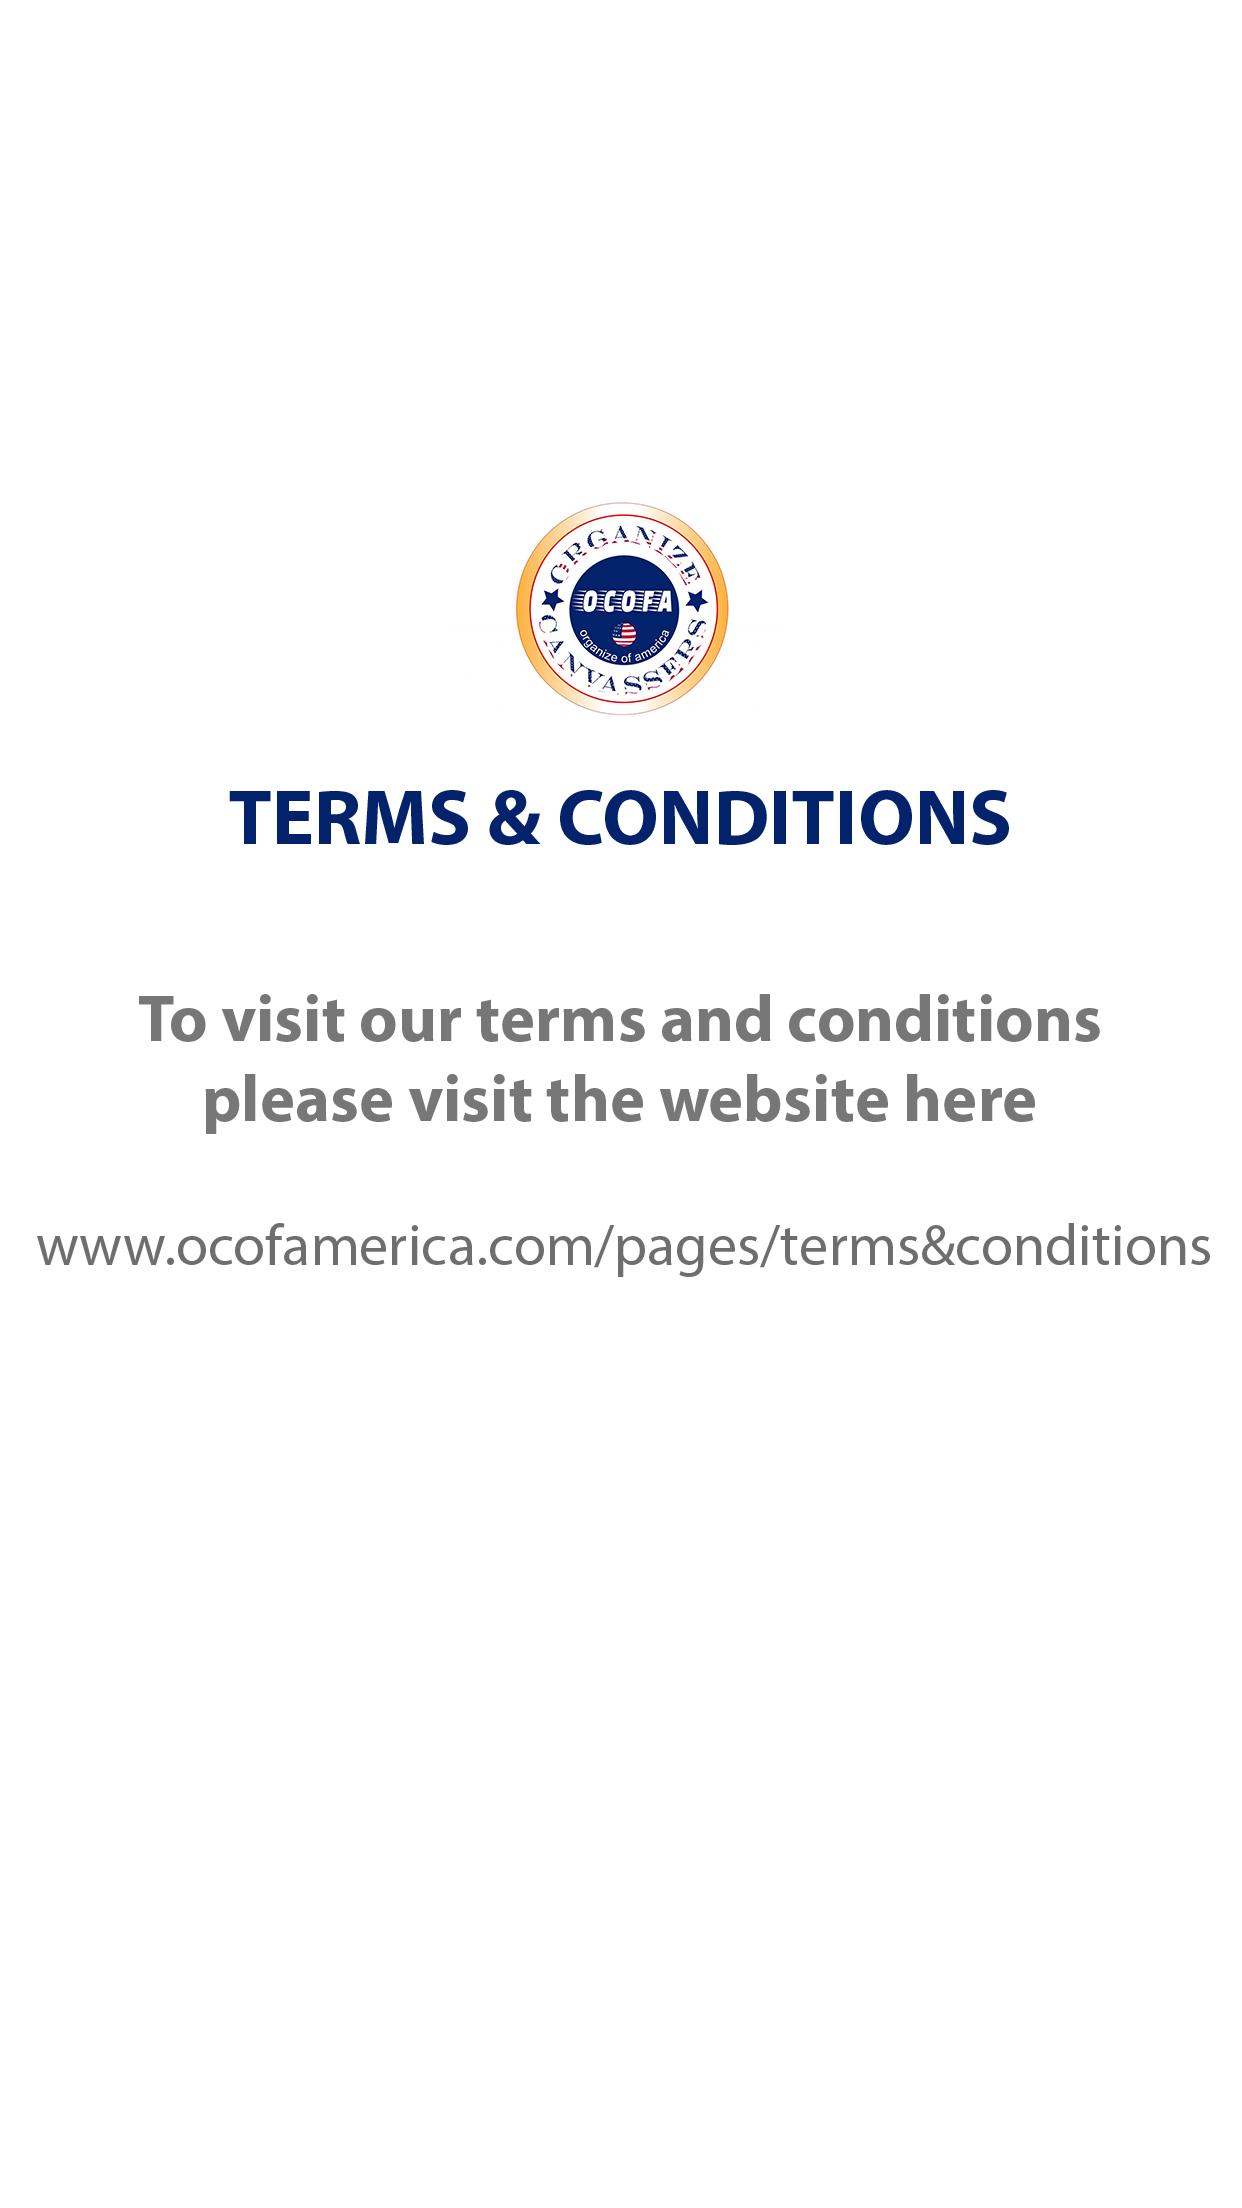 ORGANIZE
OCOFA
organize of america
CANVASSERS
TERMS & CONDITIONS
To visit our terms and conditions
please visit the website here
www.ocofamerica.com/pages/terms&conditions